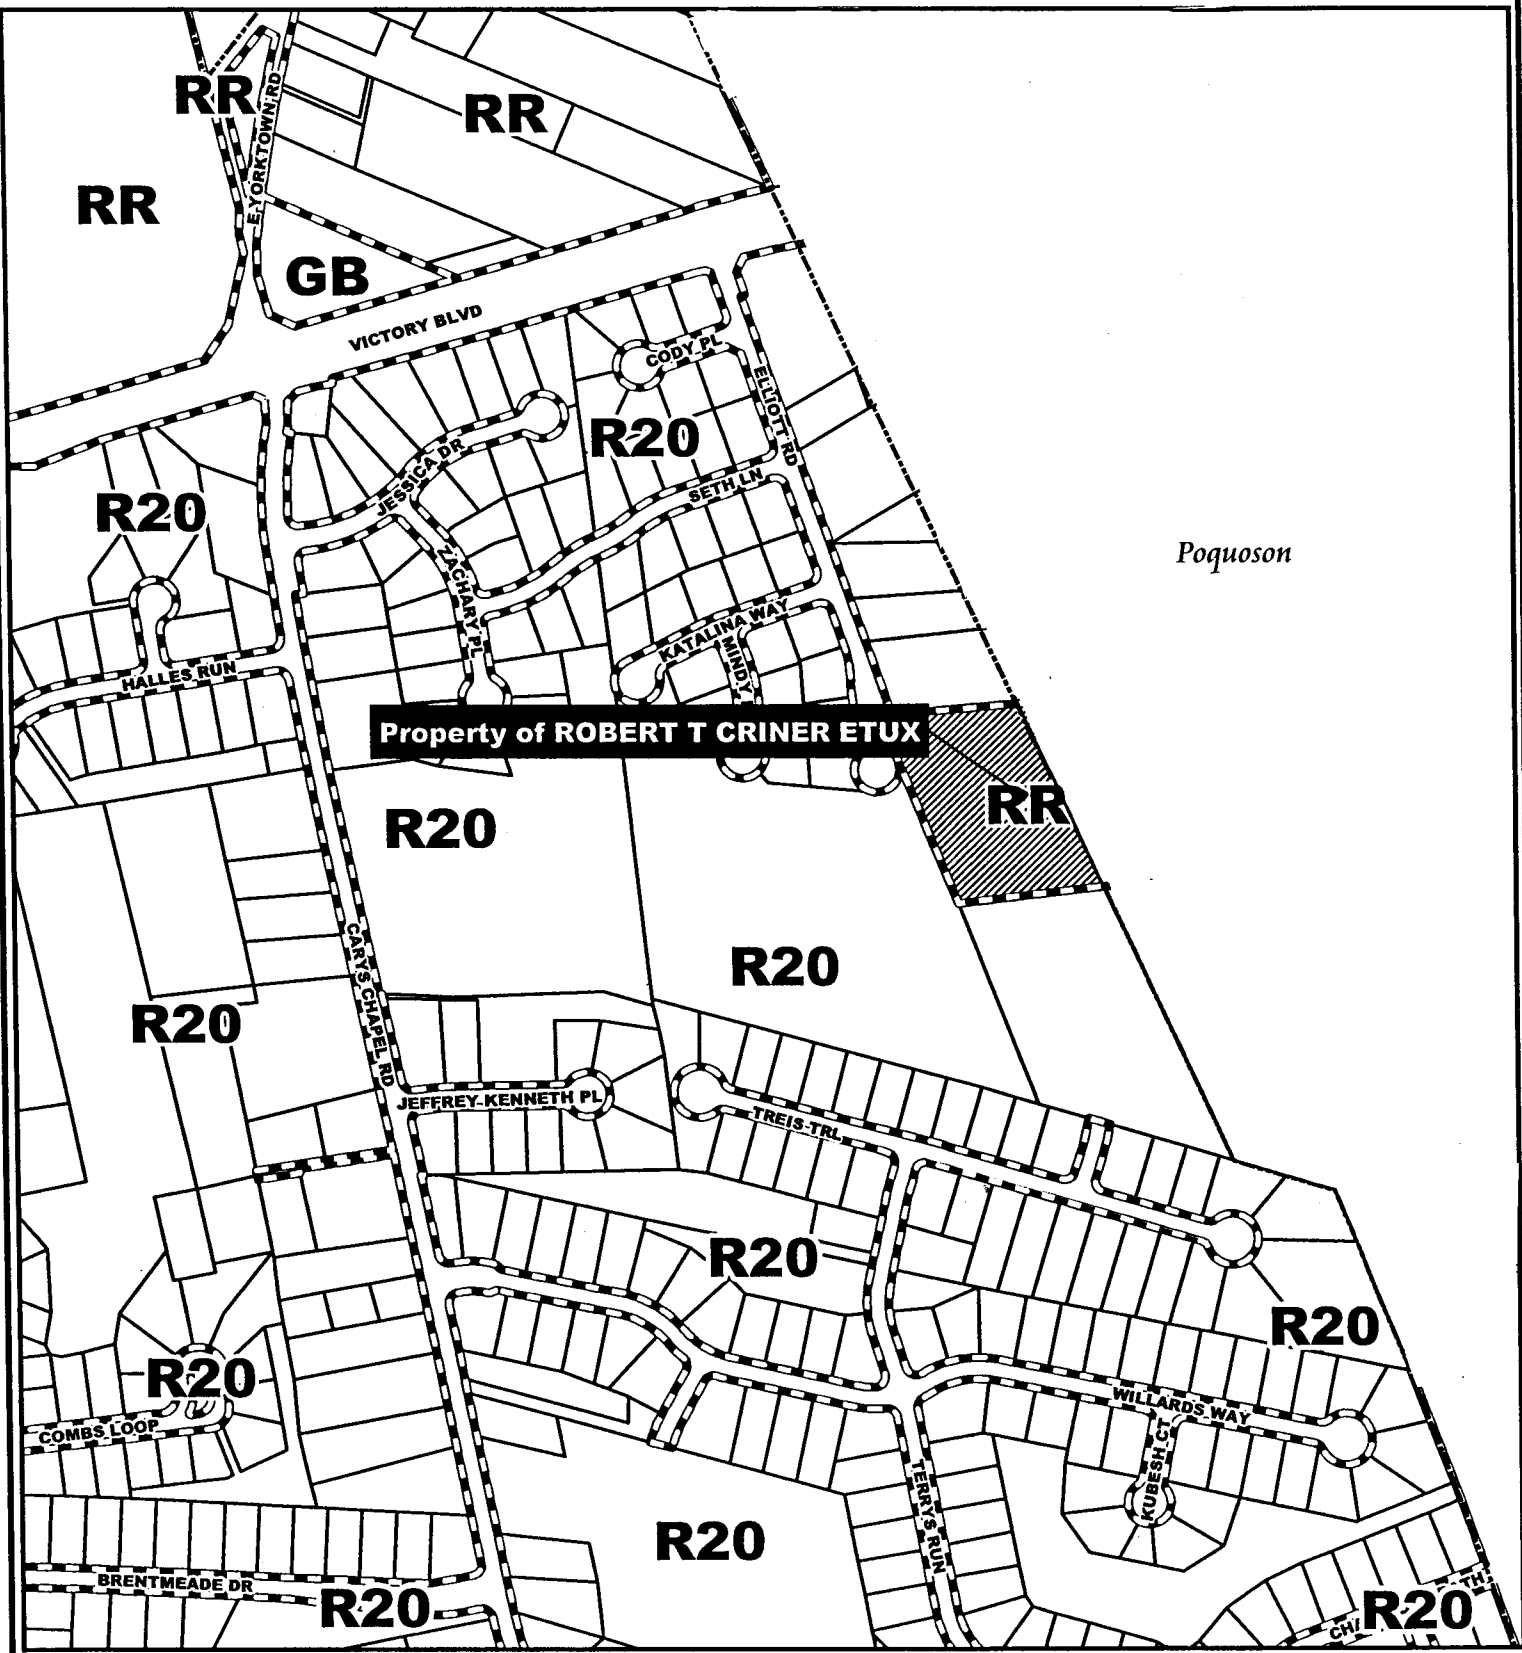 RR
RR
E YORKTOWN RD
RR
GB
VICTORY BLVD
CODY PL
ELLIOTT RD
R20
JESSICA DR
SETH LN
R20
Poquoson
ZACHARY PL
KATALINA WAY
MINDY
HALLES RUN
Property of ROBERT T CRINER ETUX
RR
R20
R20
CARYS CHAPEL RD
R20
JEFFREY KENNETH PL
TREIS TRL
R20
R20
R20
WILLARDS WAY
COMBS LOOP
KUBESH CT
TERRYS RUN
R20
BRENTMEADE DR
R20
R20